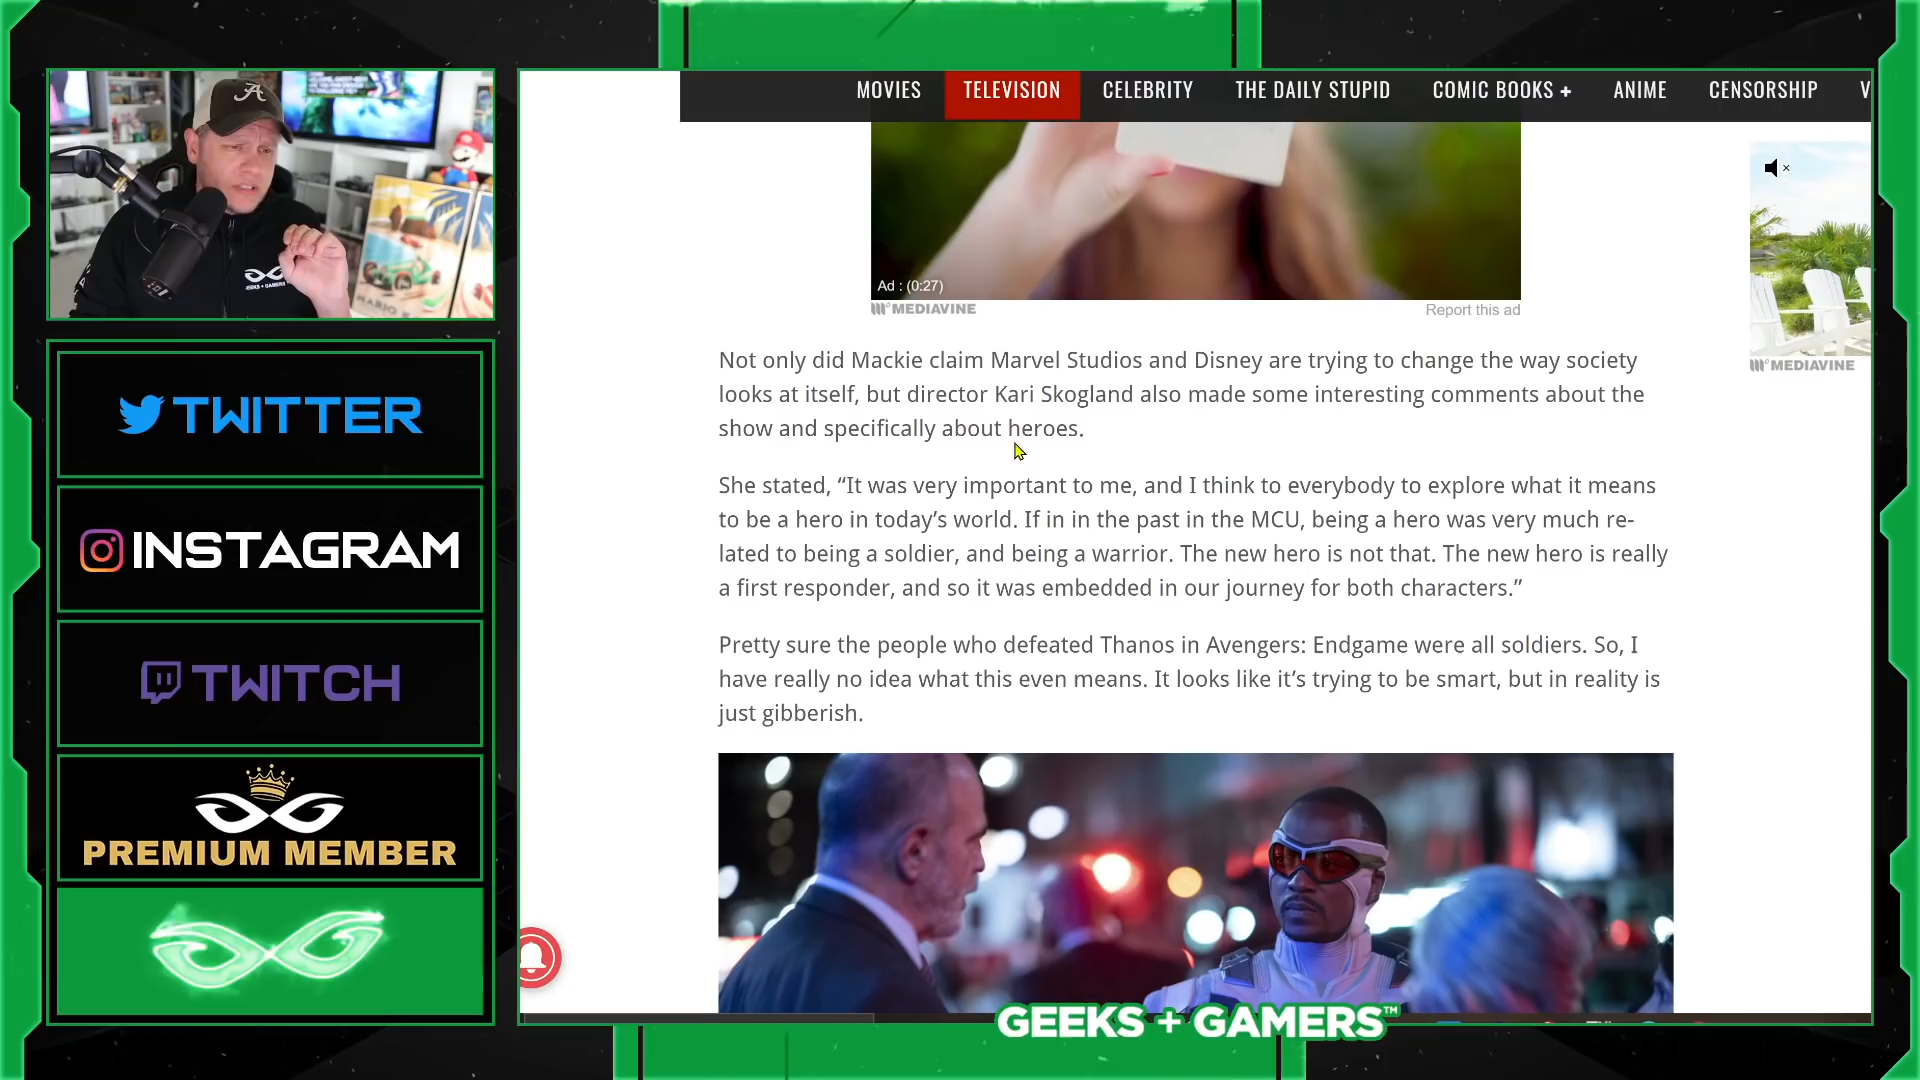 MOVIES TELEVISION CELEBRITY THE DAILY STUPID COMIC BOOKS + ANIME CENSORSHIP V
Ad : (0:27)
MEDIAVINE
Report this ad
MEDIAVINE
Not only did Mackie claim Marvel Studios and Disney are trying to change the way society
looks at itself, but director Kari Skogland also made some interesting comments about the
show and specifically about heroes.
She stated, “It was very important to me, and I think to everybody to explore what it means
to be a hero in today’s world. If in in the past in the MCU, being a hero was very much re-
lated to being a soldier, and being a warrior. The new hero is not that. The new hero is really
a first responder, and so it was embedded in our journey for both characters.”
Pretty sure the people who defeated Thanos in Avengers: Endgame were all soldiers. So, I
have really no idea what this even means. It looks like it’s trying to be smart, but in reality is
just gibberish.
A
GEEKS + GAMERS
MARIO K
TWITTER
INSTAGRAM
TWITCH
PREMIUM MEMBER
GEEKS + GAMERS™